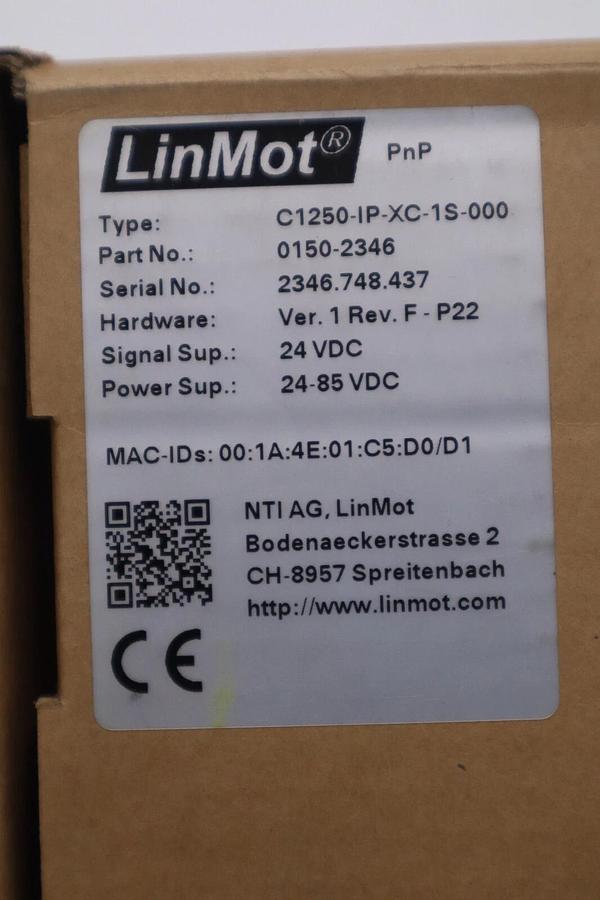 LinMot® PnP
Type: C1250-IP-XC-1S-000
Part No.: 0150-2346
Serial No.: 2346.748.437
Hardware: Ver. 1 Rev. F - P22
Signal Sup.: 24 VDC
Power Sup.: 24-85 VDC
MAC-IDs: 00:1A:4E:01:C5:D0/D1
NTI AG, LinMot
Bodenaeckerstrasse 2
CH-8957 Spreitenbach
http://www.linmot.com
CE